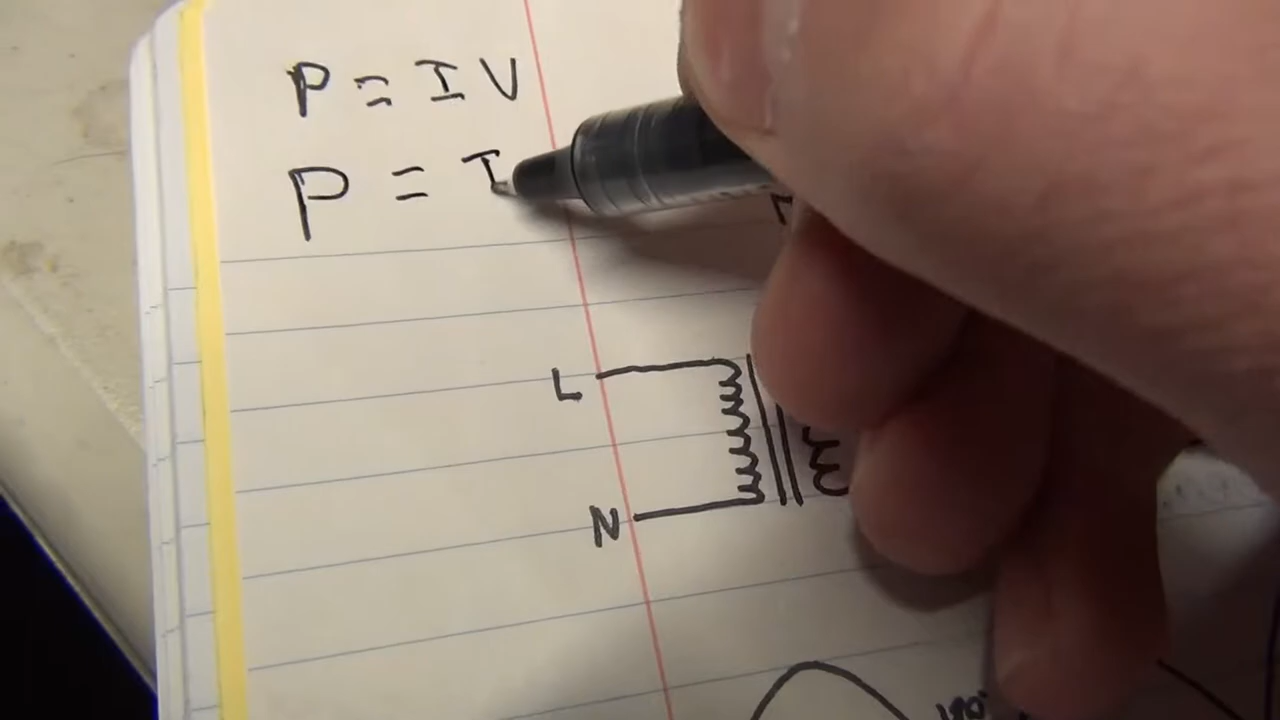 P = IV
P = I
L
N